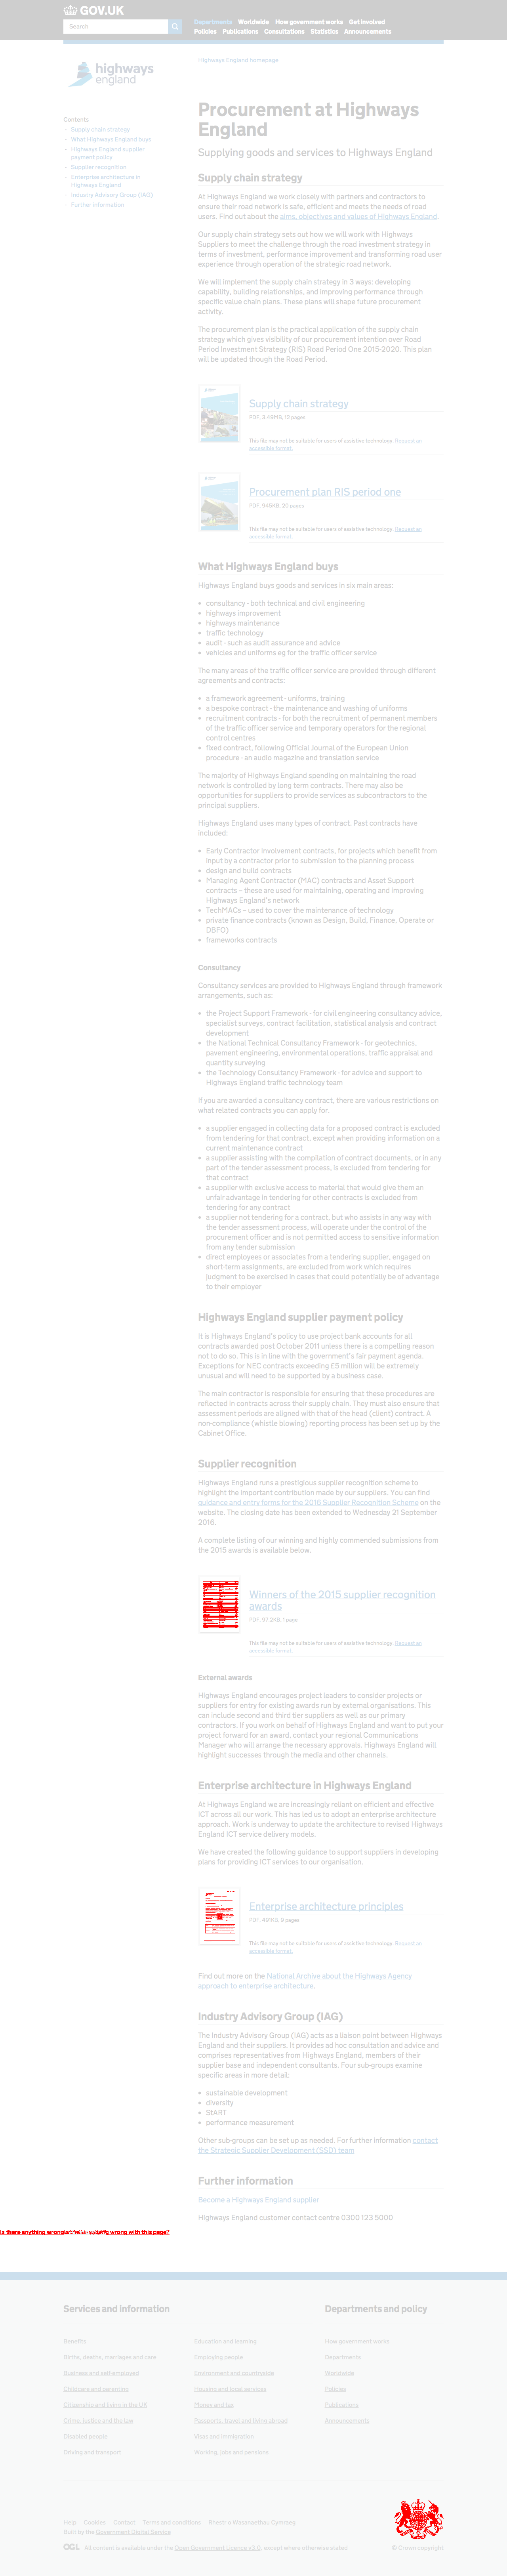 GOV.UK
Search
Departments Worldwide How government works Get involved
Policies Publications Consultations Statistics Announcements
Highways England homepage
highways
england
Contents
Supply chain strategy
What Highways England buys
Highways England supplier
payment policy
Supplier recognition
Enterprise architecture in
Highways England
Industry Advisory Group (IAG)
Further information
Procurement at Highways
England
Supplying goods and services to Highways England
Supply chain strategy
At Highways England we work closely with partners and contractors to
ensure their road network is safe, efficient and meets the needs of road
users. Find out about the aims, objectives and values of Highways England.
Our supply chain strategy sets out how we will work with Highways
Suppliers to meet the challenge through the road investment strategy in
terms of investment, performance improvement and transforming road user
experience through operation of the strategic road network.
We will implement the supply chain strategy in 3 ways: developing
capability, building relationships, and improving performance through
specific value chain plans. These plans will shape future procurement
activity.
The procurement plan is the practical application of the supply chain
strategy which gives visibility of our procurement intention over Road
Period Investment Strategy (RIS) Road Period One 2015-2020. This plan
will be updated though the Road Period.
Supply chain strategy
PDF, 3.49MB, 12 pages
This file may not be suitable for users of assistive technology. Request an
accessible format.
Procurement plan RIS period one
PDF, 945KB, 20 pages
This file may not be suitable for users of assistive technology. Request an
accessible format.
What Highways England buys
Highways England buys goods and services in six main areas:
consultancy - both technical and civil engineering
highways improvement
highways maintenance
traffic technology
audit - such as audit assurance and advice
vehicles and uniforms eg for the traffic officer service
The many areas of the traffic officer service are provided through different
agreements and contracts:
a framework agreement - uniforms, training
a bespoke contract - the maintenance and washing of uniforms
recruitment contracts - for both the recruitment of permanent members
of the traffic officer service and temporary operators for the regional
control centres
fixed contract, following Official Journal of the European Union
procedure - an audio magazine and translation service
The majority of Highways England spending on maintaining the road
network is controlled by long term contracts. There may also be
opportunities for suppliers to provide services as subcontractors to the
principal suppliers.
Highways England uses many types of contract. Past contracts have
included:
Early Contractor Involvement contracts, for projects which benefit from
input by a contractor prior to submission to the planning process
design and build contracts
Managing Agent Contractor (MAC) contracts and Asset Support
contracts – these are used for maintaining, operating and improving
Highways England's network
TechMACs – used to cover the maintenance of technology
private finance contracts (known as Design, Build, Finance, Operate or
DBFO)
frameworks contracts
Consultancy
Consultancy services are provided to Highways England through framework
arrangements, such as:
the Project Support Framework - for civil engineering consultancy advice,
specialist surveys, contract facilitation, statistical analysis and contract
development
the National Technical Consultancy Framework - for geotechnics,
pavement engineering, environmental operations, traffic appraisal and
quantity surveying
the Technology Consultancy Framework - for advice and support to
Highways England traffic technology team
If you are awarded a consultancy contract, there are various restrictions on
what related contracts you can apply for.
a supplier engaged in collecting data for a proposed contract is excluded
from tendering for that contract, except when providing information on a
current maintenance contract
a supplier assisting with the compilation of contract documents, or in any
part of the tender assessment process, is excluded from tendering for
that contract
a supplier with exclusive access to material that would give them an
unfair advantage in tendering for other contracts is excluded from
tendering for any contract
a supplier not tendering for a contract, but who assists in any way with
the tender assessment process, will operate under the control of the
procurement circle and is not permitted access to sensitive information
from any tender submission
direct employees or associates from a tendering supplier, engaged on
short-term assignments, are excluded from work which requires
judgment to be exercised in cases that could potentially be of advantage
to their employer
Highways England supplier payment policy
It is Highways England's policy to use project bank accounts for all
contracts awarded post October 2011 unless there is a compelling reason
not to do so. This is in line with the government's fair payment agenda.
Exceptions for NEC contracts exceeding £5 million will be extremely
unusual and will need to be supported by a business case.
The main contractor is responsible for ensuring that these procedures are
reflected in contracts across their supply chain. They must also ensure that
assessment periods are aligned with that of the head (client) contract. A
non-compliance (whistle blowing) reporting process has been set up by the
Cabinet Office.
Supplier recognition
Highways England runs a prestigious supplier recognition scheme to
highlight the important contribution made by our suppliers. You can find
guidance and entry forms for the 2016 Supplier Recognition Scheme on the
website. The closing date has been extended to Wednesday 21 September
2016.
A complete listing of our winning and highly commended submissions from
the 2015 awards is available below.
Winners of the 2015 supplier recognition
awards
PDF, 97.2KB, 1 page
This file may not be suitable for users of assistive technology. Request an
accessible format.
External awards
Highways England encourages project leaders to consider projects or
suppliers for entry for existing awards run by external organisations. This
can include second and third tier suppliers as well as our primary
contractors. If you work on behalf of Highways England and want to put your
project forward for an award, contact your regional Communications
Manager who will arrange the necessary approvals. Highways England will
highlight successes through the media and other channels.
Enterprise architecture in Highways England
At Highways England we are increasingly reliant on efficient and effective
ICT across all our work. This has led us to adopt an enterprise architecture
approach. Work is underway to update the architecture to revised Highways
England ICT service delivery models.
We have created the following guidance to support suppliers in developing
plans for providing ICT services to our organisation.
Enterprise architecture principles
PDF, 491KB, 9 pages
This file may not be suitable for users of assistive technology. Request an
accessible format.
Find out more on the National Archive about the Highways Agency
approach to enterprise architecture.
Industry Advisory Group (IAG)
The Industry Advisory Group (IAG) acts as a liaison point between Highways
England and their suppliers. It provides ad hoc consultation and advice and
comprises representatives from Highways England, members of their
supplier base and independent consultants. Four sub-groups examine
specific areas in more detail:
sustainable development
diversity
StART
performance measurement
Other sub-groups can be set up as needed. For further information contact
the Strategic Supplier Development (SSD) team
Further information
Become a Highways England supplier
Highways England customer contact centre 0300 123 5000
Is there anything wrong wrong with this page?
Services and information
Departments and policy
Benefits
Education and learning
How government works
Births, deaths, marriages and care
Employing people
Departments
Business and self-employed
Environment and countryside
Worldwide
Childcare and parenting
Housing and local services
Policies
Citizenship and living in the UK
Money and tax
Publications
Crime, justice and the law
Passports, travel and living abroad
Announcements
Disabled people
Visas and immigration
Driving and transport
Working, jobs and pensions
Help Cookies Contact Terms and conditions Rhestr o Wasanaethau Cymraeg
Built by the Government Digital Service
OGL All content is available under the Open Government Licence v3.0, except where otherwise stated
© Crown copyright